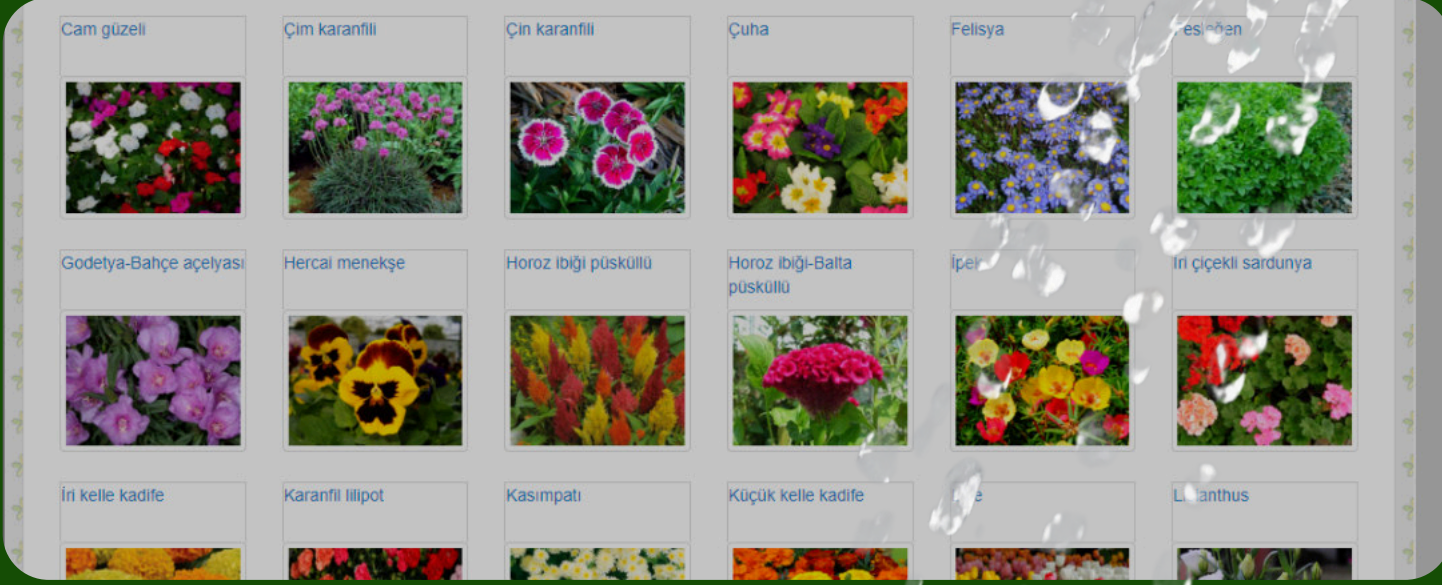 Cam güzeli
Çim karanfili
Çin karanfili
Çuha
Felisya
Godetya-Bahçe açelyası
Hercai menekşe
Horoz ibiği püsküllü
Horoz ibiği-Balta
püsküllü
İri çiçekli sardunya
İri kelle kadife
Karanfil lilipot
Kasımpatı
Küçük kelle kadife